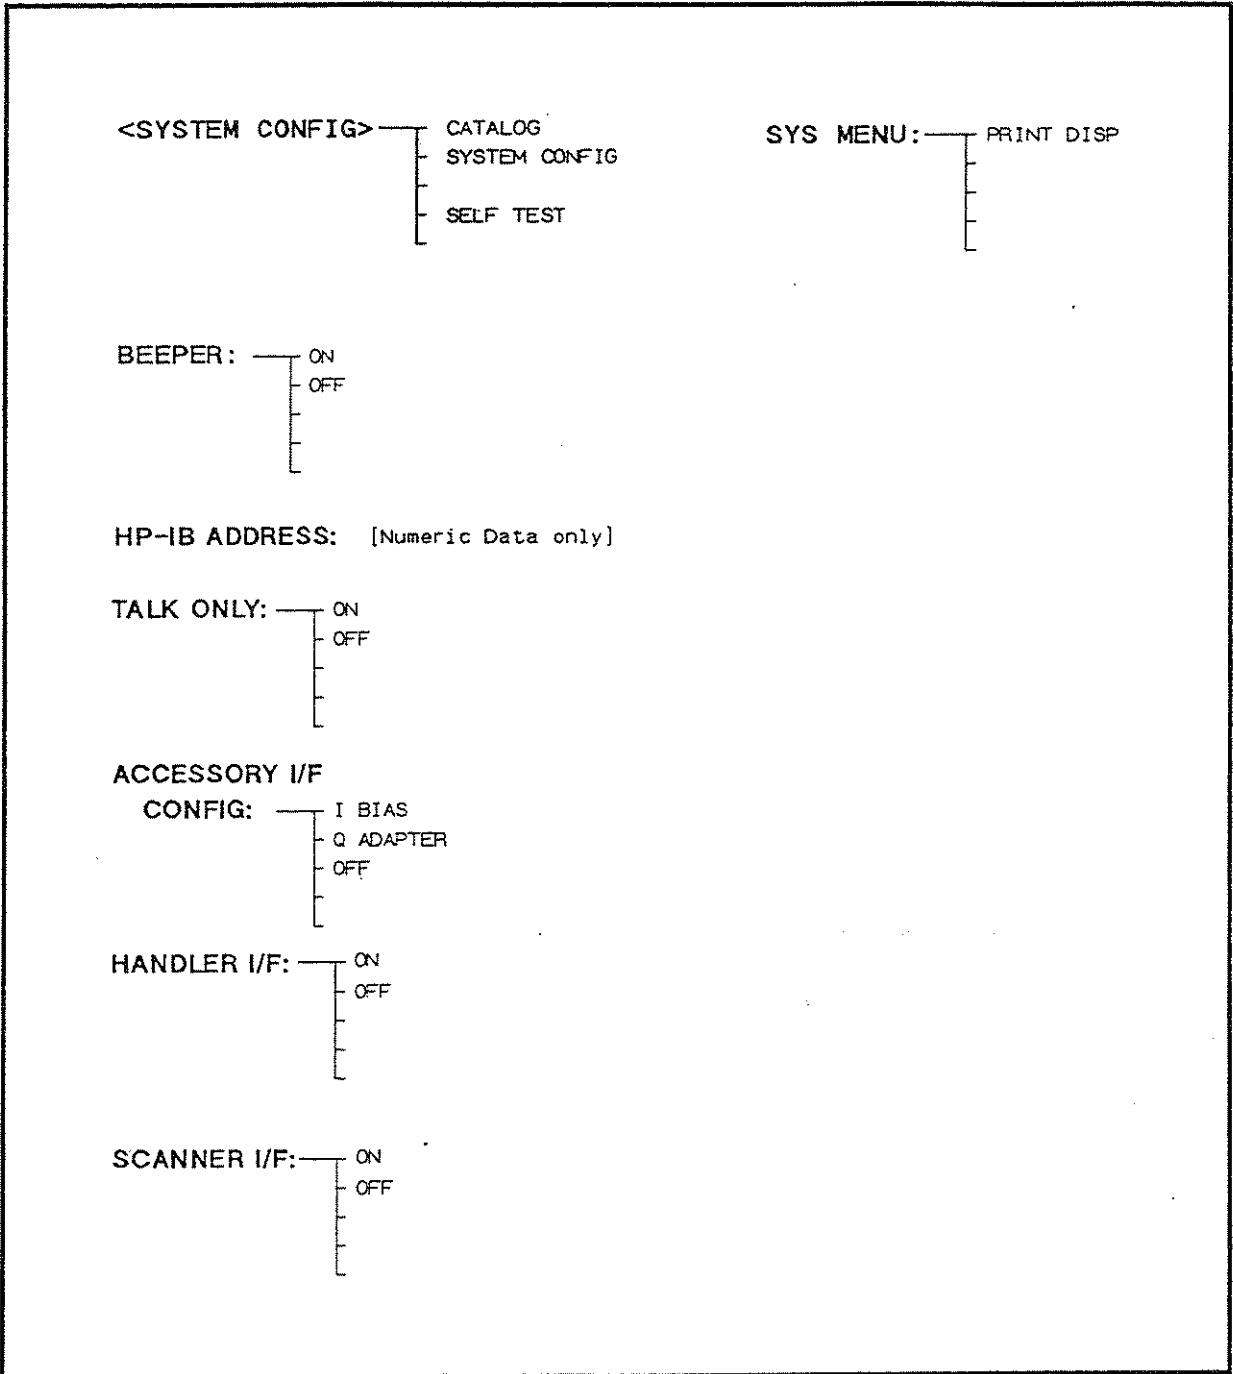 <SYSTEM CONFIG> CATALOG
SYSTEM CONFIG
SELF TEST
SYS MENU: PRINT DISP
BEEPER: ON
OFF
HP-IB ADDRESS: [Numeric Data only]
TALK ONLY: ON
OFF
ACCESSORY I/F
CONFIG: I BIAS
Q ADAPTER
OFF
HANDLER I/F: ON
OFF
SCANNER I/F: ON
OFF